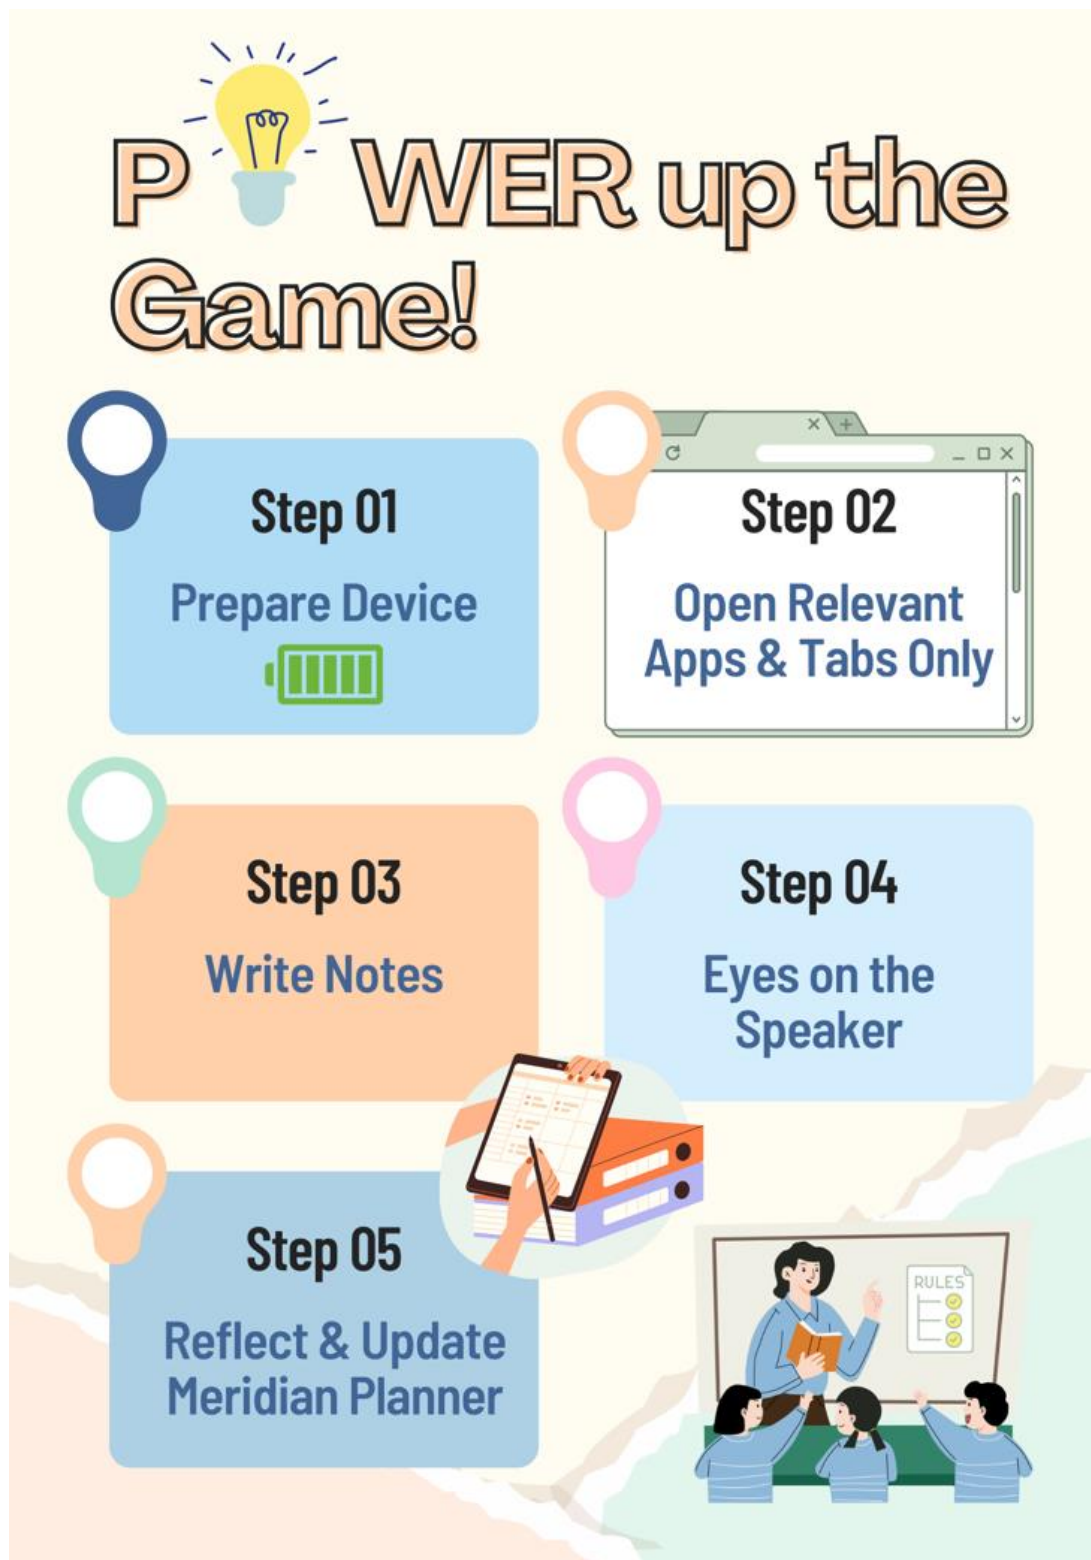 POWER up the
Game!
Step 01
Prepare Device
Step 02
Open Relevant
Apps & Tabs Only
Step 03
Write Notes
Step 04
Eyes on the
Speaker
Step 05
Reflect & Update
Meridian Planner
RULES